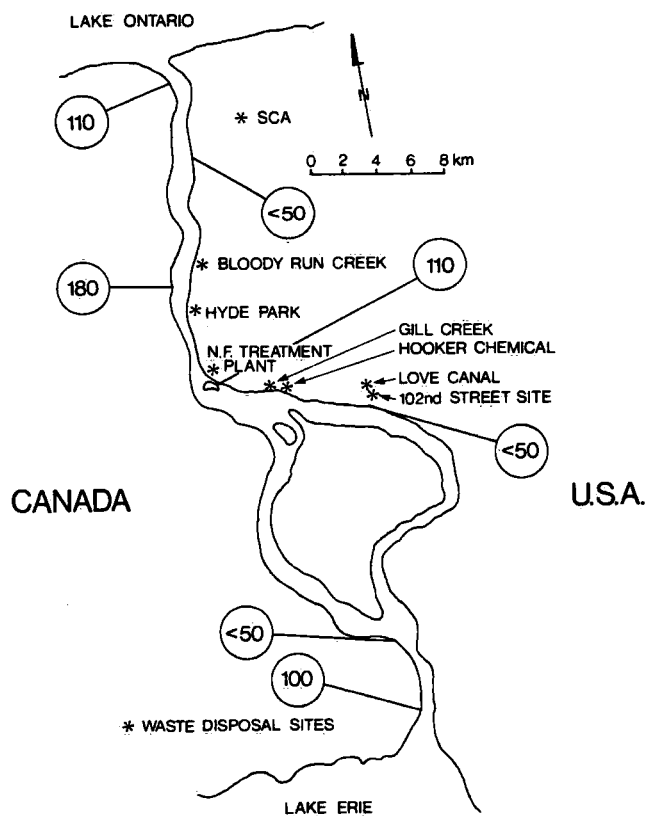 LAKE ONTARIO
N
110
* SCA
0 2 4 6 8 km
<50
* BLOODY RUN CREEK
110
180
* HYDE PARK
GILL CREEK
N.F. TREATMENT
HOOKER CHEMICAL
* PLANT
* *
* LOVE CANAL
* 102nd STREET SITE
<50
CANADA
U.S.A.
<50
100
* WASTE DISPOSAL SITES
LAKE ERIE